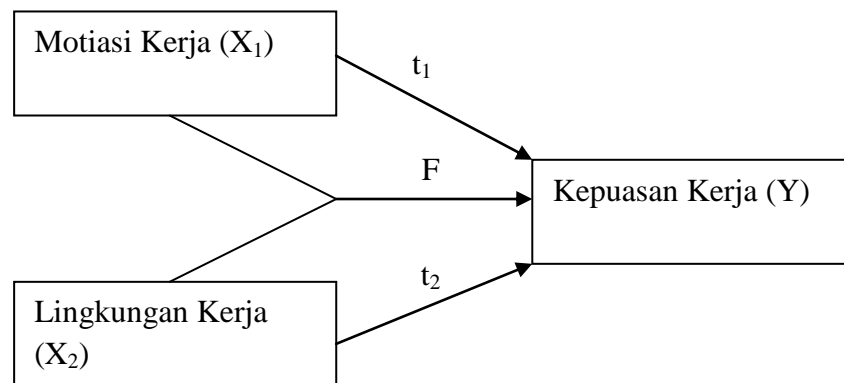 Motiasi Kerja (X₁)
t₁
F
Kepuasan Kerja (Y)
t₂
Lingkungan Kerja
(X₂)